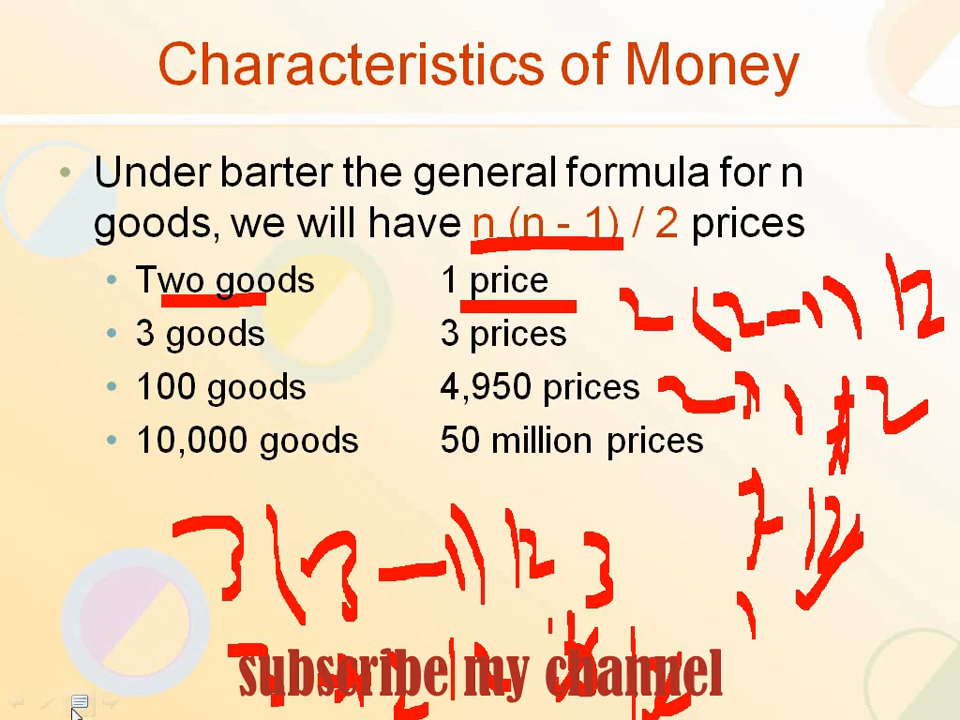 Characteristics of Money
• Under barter the general formula for n
goods, we will have n (n - 1) / 2 prices
• Two goods 1 price
• 3 goods 3 prices
• 100 goods 4,950 prices
• 10,000 goods 50 million prices
2(2-1)/2
3(3-1)/2 3
subscribe my channel